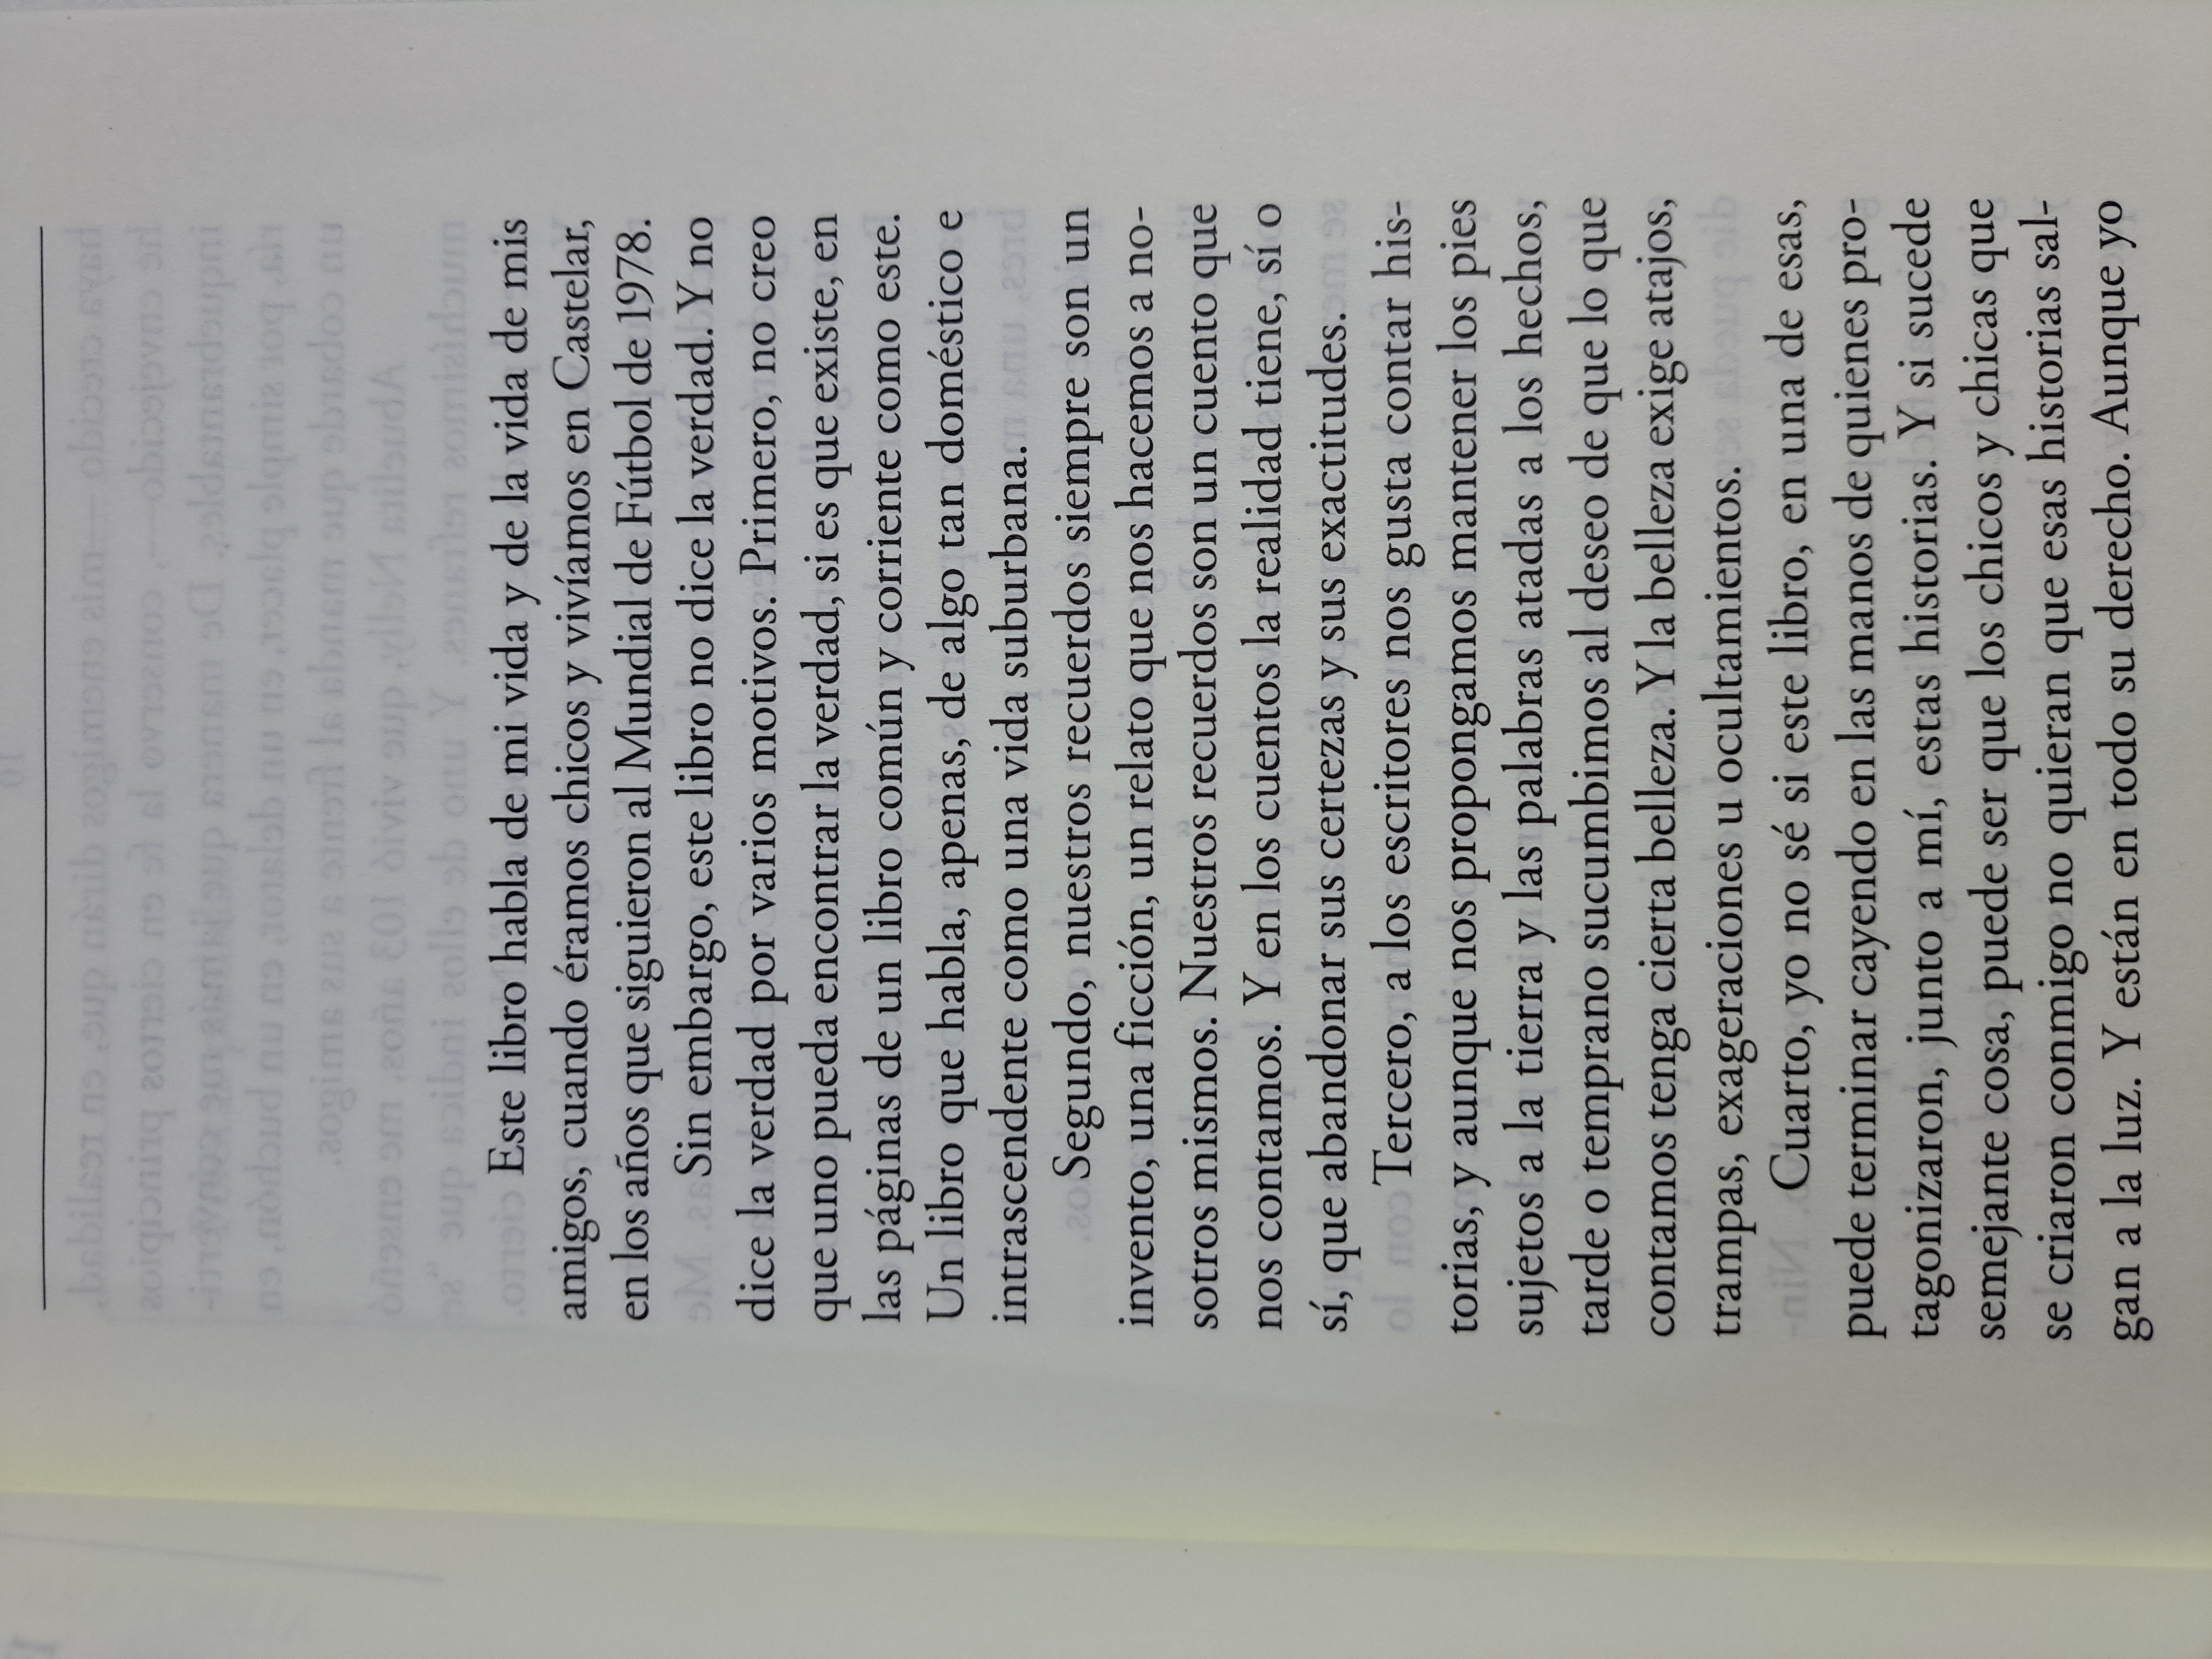 Este libro habla de mi vida y de la vida de mis
amigos, cuando éramos chicos y vivíamos en Castelar,
en los años que siguieron al Mundial de Fútbol de 1978.
Sin embargo, este libro no dice la verdad. Y no
dice la verdad por varios motivos. Primero, no creo
que uno pueda encontrar la verdad, si es que existe, en
las páginas de un libro común y corriente como este.
Un libro que habla, apenas, de algo tan doméstico e
intrascendente como una vida suburbana.
Segundo, nuestros recuerdos siempre son un
invento, una ficción, un relato que nos hacemos a no-
sotros mismos. Nuestros recuerdos son un cuento que
nos contamos. Y en los cuentos la realidad tiene, sí o
sí, que abandonar sus certezas y sus exactitudes.
Tercero, a los escritores nos gusta contar his-
torias, y aunque nos propongamos mantener los pies
sujetos a la tierra y las palabras atadas a los hechos,
tarde o temprano sucumbimos al deseo de que lo que
contamos tenga cierta belleza. Y la belleza exige atajos,
trampas, exageraciones u ocultamientos.
Cuarto, yo no sé si este libro, en una de esas,
puede terminar cayendo en las manos de quienes pro-
tagonizaron, junto a mí, estas historias. Y si sucede
semejante cosa, puede ser que los chicos y chicas que
se criaron conmigo no quieran que esas historias sal-
gan a la luz. Y están en todo su derecho. Aunque yo